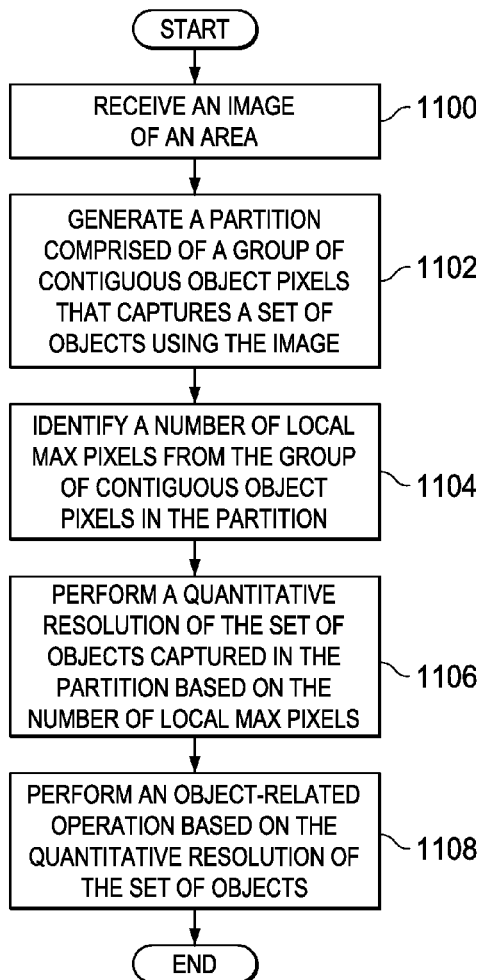 START
RECEIVE AN IMAGE
OF AN AREA
1100
GENERATE A PARTITION
COMPRISED OF A GROUP OF
CONTIGUOUS OBJECT PIXELS
THAT CAPTURES A SET OF
OBJECTS USING THE IMAGE
1102
IDENTIFY A NUMBER OF LOCAL
MAX PIXELS FROM THE GROUP
OF CONTIGUOUS OBJECT
PIXELS IN THE PARTITION
1104
PERFORM A QUANTITATIVE
RESOLUTION OF THE SET OF
OBJECTS CAPTURED IN THE
PARTITION BASED ON THE
NUMBER OF LOCAL MAX PIXELS
1106
PERFORM AN OBJECT-RELATED
OPERATION BASED ON THE
QUANTITATIVE RESOLUTION OF
THE SET OF OBJECTS
1108
END